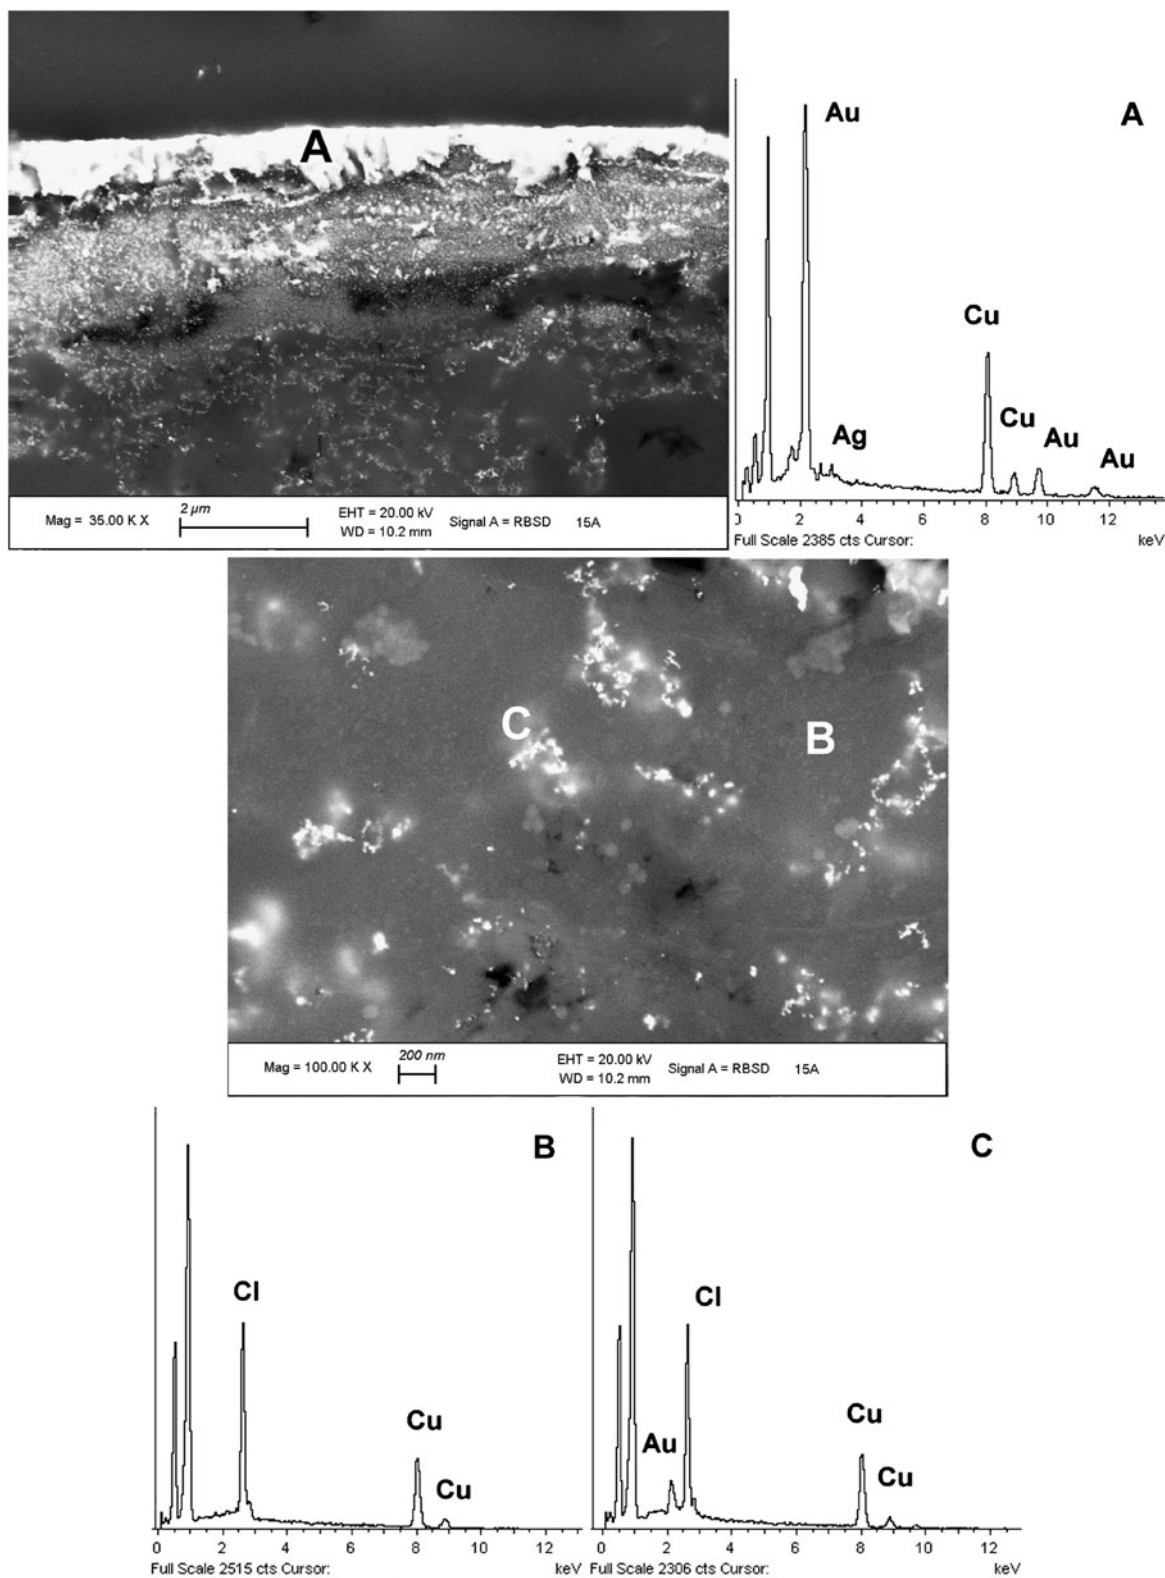 A
Mag = 35.00 K X
2 µm
EHT = 20.00 kV
WD = 10.2 mm
Signal A = RBSD
15A
A
Au
Cu
Ag
Cu
Au
Au
0 2 4 6 8 10 12
Full Scale 2385 cts Cursor: keV
C
B
Mag = 100.00 K X
200 nm
EHT = 20.00 kV
WD = 10.2 mm
Signal A = RBSD
15A
B
Cl
Cu
Cu
0 2 4 6 8 10 12
Full Scale 2515 cts Cursor: keV
C
Cl
Au
Cu
Cu
0 2 4 6 8 10 12
Full Scale 2306 cts Cursor: keV